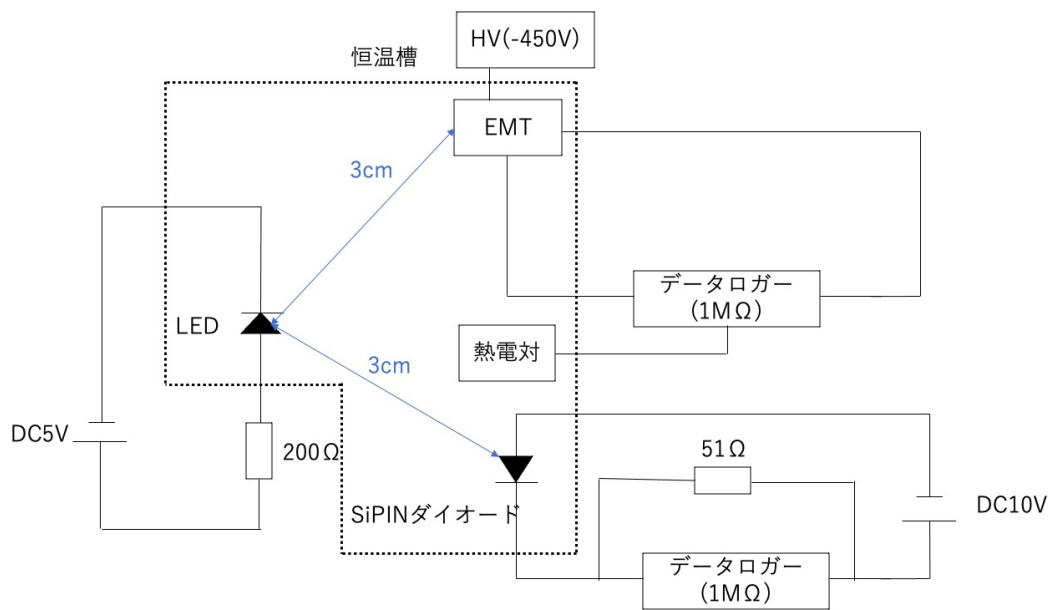 HV(-450V)
恒温槽
EMT
3cm
データロガー
(1MΩ)
LED
熱電対
3cm
DC5V
200Ω
51Ω
SiPINダイオード
DC10V
データロガー
(1MΩ)